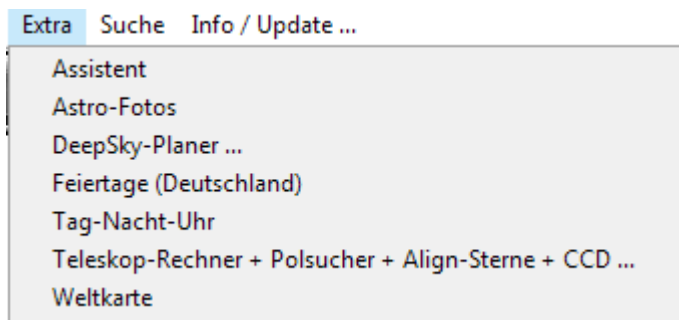 Extra Suche Info / Update ...
Assistent
Astro-Fotos
DeepSky-Planer ...
Feiertage (Deutschland)
Tag-Nacht-Uhr
Teleskop-Rechner + Polsucher + Align-Sterne + CCD ...
Weltkarte